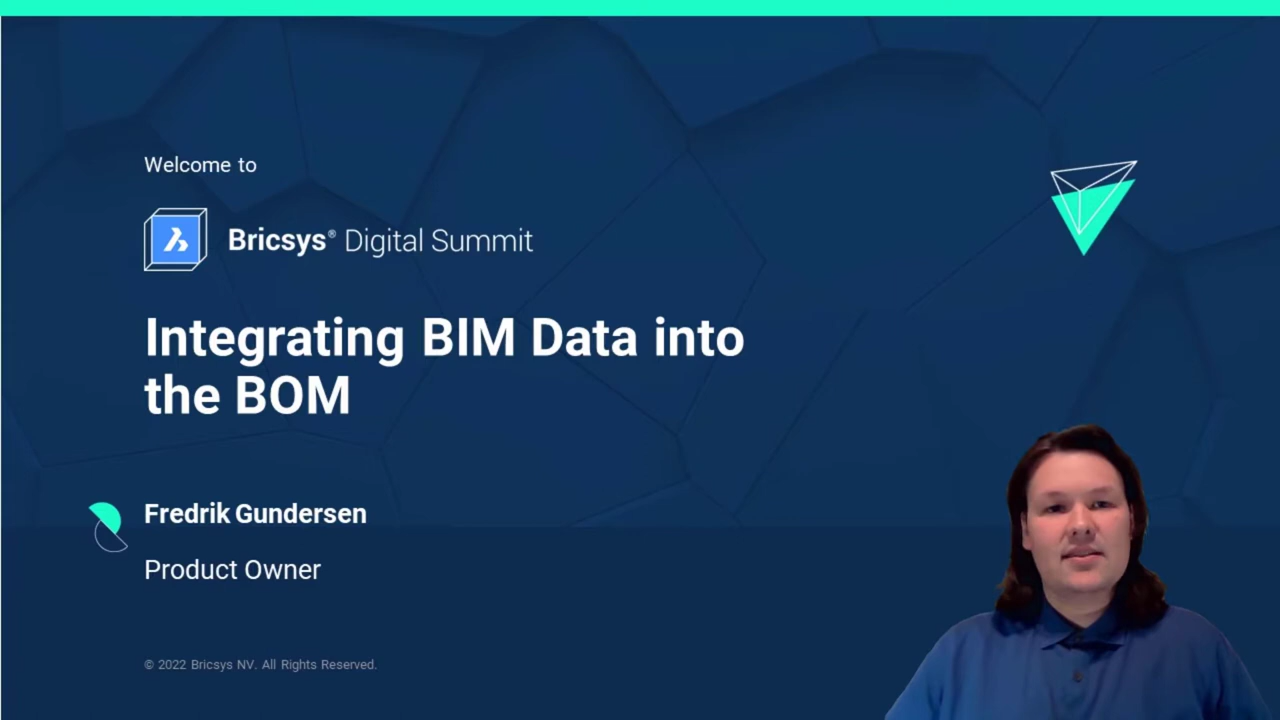 Welcome to
Bricsys® Digital Summit
Integrating BIM Data into
the BOM
Fredrik Gundersen
Product Owner
© 2022 Bricsys NV. All Rights Reserved.